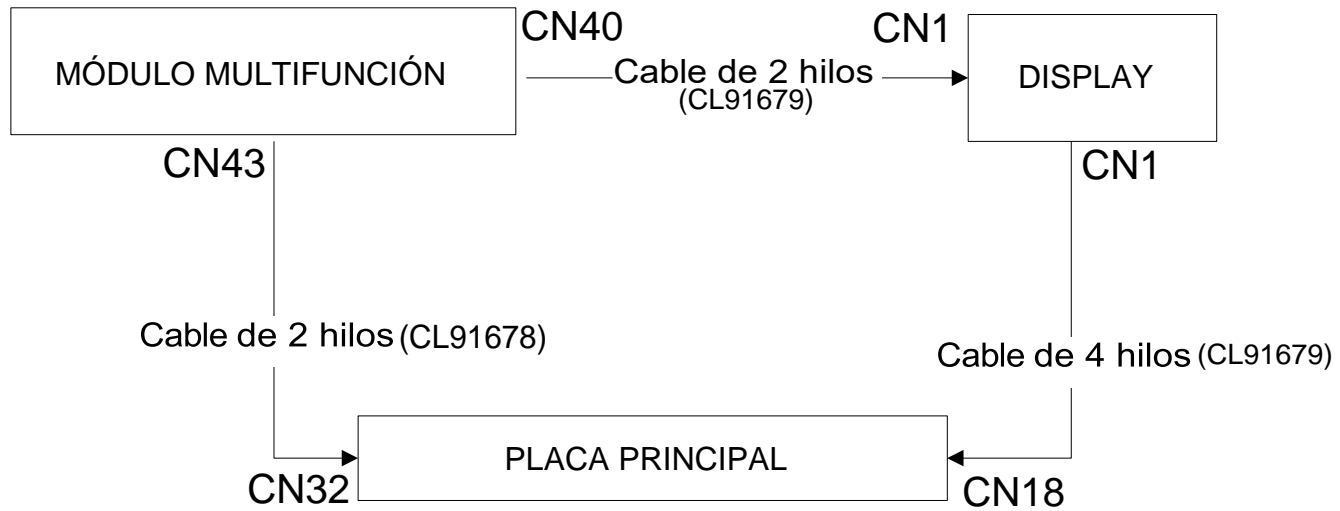 CN40
CN1
MÓDULO MULTIFUNCIÓN
Cable de 2 hilos
(CL91679)
DISPLAY
CN43
CN1
Cable de 2 hilos (CL91678)
Cable de 4 hilos (CL91679)
PLACA PRINCIPAL
CN32
CN18